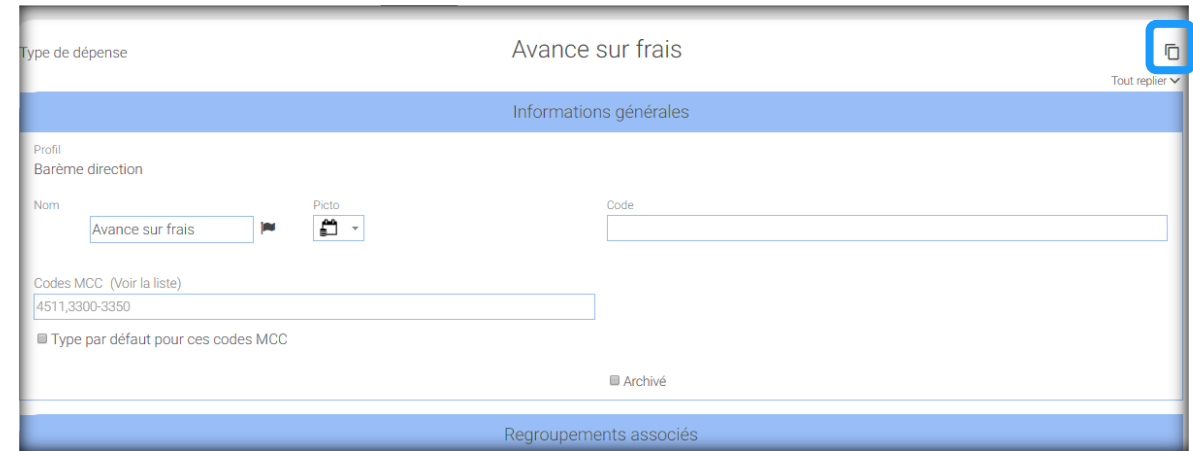 Type de dépense
Avance sur frais
Tout replier
Informations générales
Profil
Barème direction
Nom
Picto
Code
Avance sur frais
Codes MCC (Voir la liste)
4511,3300-3350
Type par défaut pour ces codes MCC
Archivé
Regroupements associés